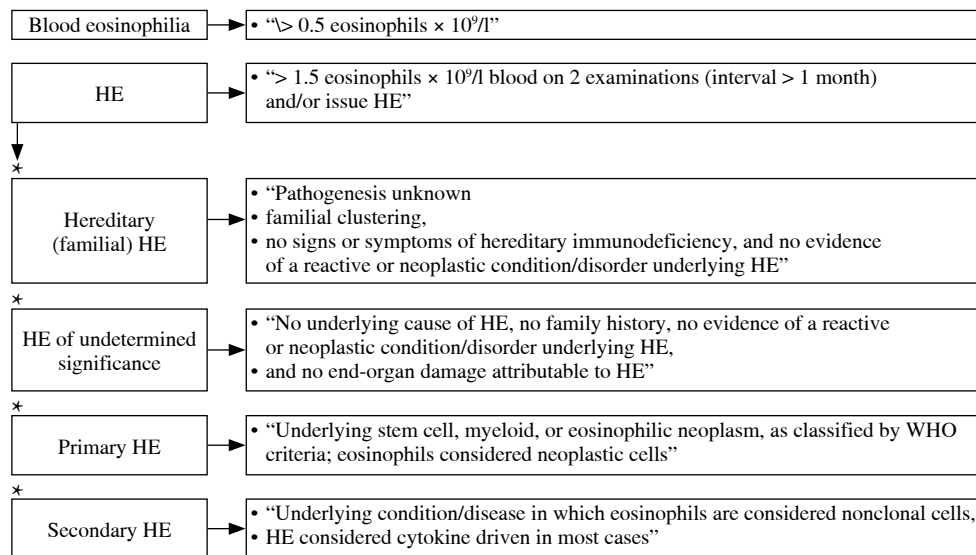 Blood eosinophilia
• “\> 0.5 eosinophils × 10⁹/l”
HE
• “> 1.5 eosinophils × 10⁹/l blood on 2 examinations (interval > 1 month)
and/or issue HE”
*
Hereditary
(familial) HE
• “Pathogenesis unknown
• familial clustering,
• no signs or symptoms of hereditary immunodeficiency, and no evidence
of a reactive or neoplastic condition/disorder underlying HE”
*
HE of undetermined
significance
• “No underlying cause of HE, no family history, no evidence of a reactive
or neoplastic condition/disorder underlying HE,
• and no end-organ damage attributable to HE”
*
Primary HE
• “Underlying stem cell, myeloid, or eosinophilic neoplasm, as classified by WHO
criteria; eosinophils considered neoplastic cells”
*
Secondary HE
• “Underlying condition/disease in which eosinophils are considered nonclonal cells,
• HE considered cytokine driven in most cases”